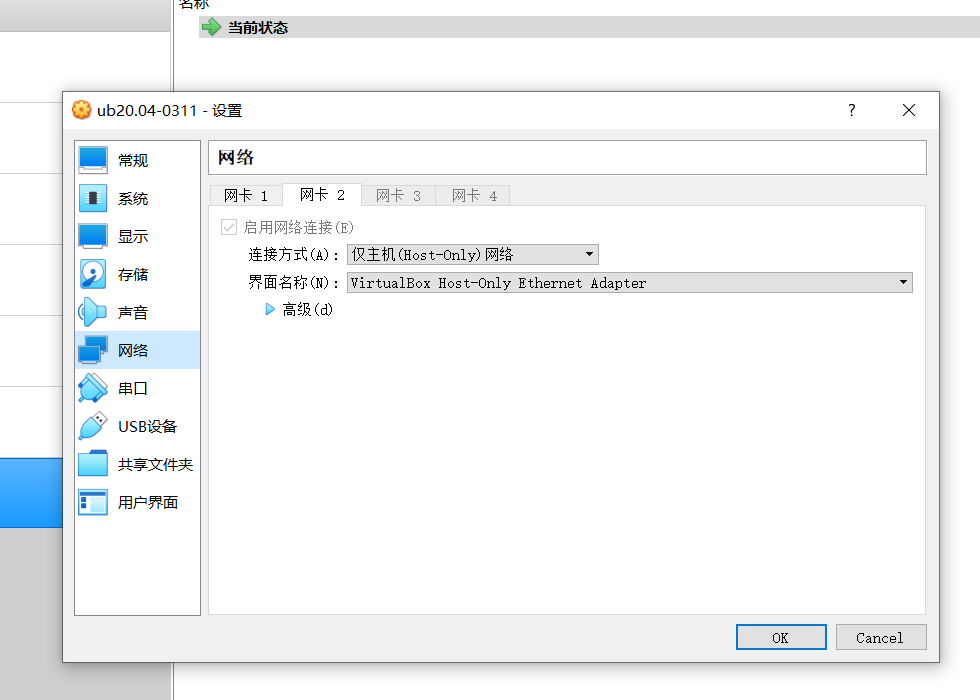 名称
当前状态
ub20.04-0311 - 设置
?
常规
系统
显示
存储
声音
网络
串口
USB设备
共享文件夹
用户界面
网络
网卡 1
网卡 2
网卡 3
网卡 4
启用网络连接(E)
连接方式(A):
仅主机(Host-Only)网络
界面名称(N):
VirtualBox Host-Only Ethernet Adapter
高级(d)
OK
Cancel